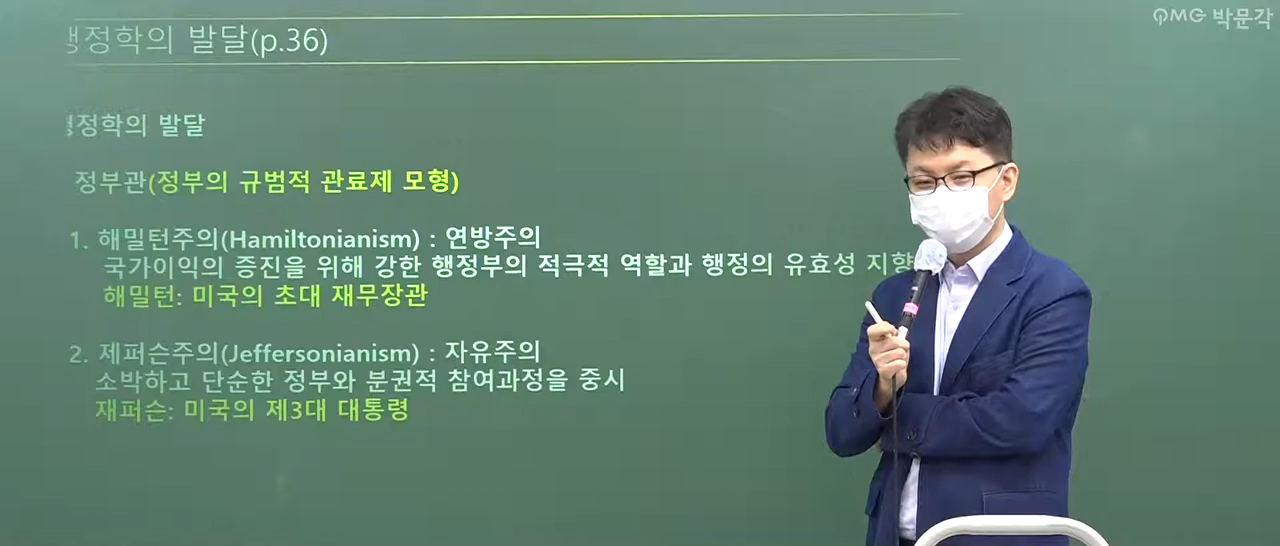 행정학의 발달(p.36)
PMG 박문각
행정학의 발달
정부관(정부의 규범적 관료제 모형)
1. 해밀턴주의(Hamiltonianism) : 연방주의
국가이익의 증진을 위해 강한 행정부의 적극적 역할과 행정의 유효성 지향
해밀턴: 미국의 초대 재무장관
2. 제퍼슨주의(Jeffersonianism) : 자유주의
소박하고 단순한 정부와 분권적 참여과정을 중시
재퍼슨: 미국의 제3대 대통령